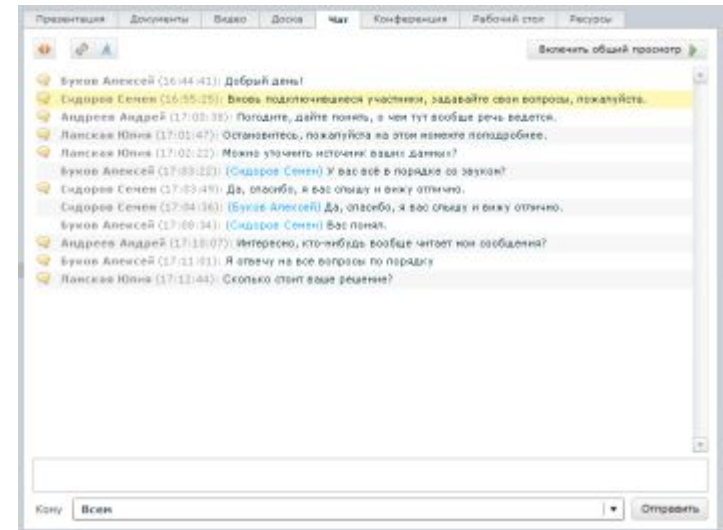 Презентация Документы Видео Доска Чат Конференция Рабочий стол Ресурсы
A Включить общий просмотр
Буков Алексей (16:44:41): Добрый день!
Сидоров Семен (16:55:25): Вновь подключившиеся участники, задавайте свои вопросы, пожалуйста.
Андреев Андрей (17:00:38): Погодите, дайте понять, о чем тут вообще речь ведется.
Ланская Юлия (17:01:47): Остановитесь, пожалуйста на этом моменте поподробнее.
Ланская Юлия (17:02:22): Можно уточнить источник ваших данных?
Буков Алексей (17:03:22): (Сидоров Семен) У вас всё в порядке со звуком?
Сидоров Семен (17:03:49): Да, спасибо, я вас слышу и вижу отлично.
Сидоров Семен (17:04:36): (Буков Алексей) Да, спасибо, я вас слышу и вижу отлично.
Буков Алексей (17:06:34): (Сидоров Семен) Вас понял.
Андреев Андрей (17:10:07): Интересно, кто-нибудь вообще читает мои сообщения?
Буков Алексей (17:11:01): Я отвечу на все вопросы по порядку
Ланская Юлия (17:12:44): Сколько стоит ваше решение?
Кому Всем Отправить